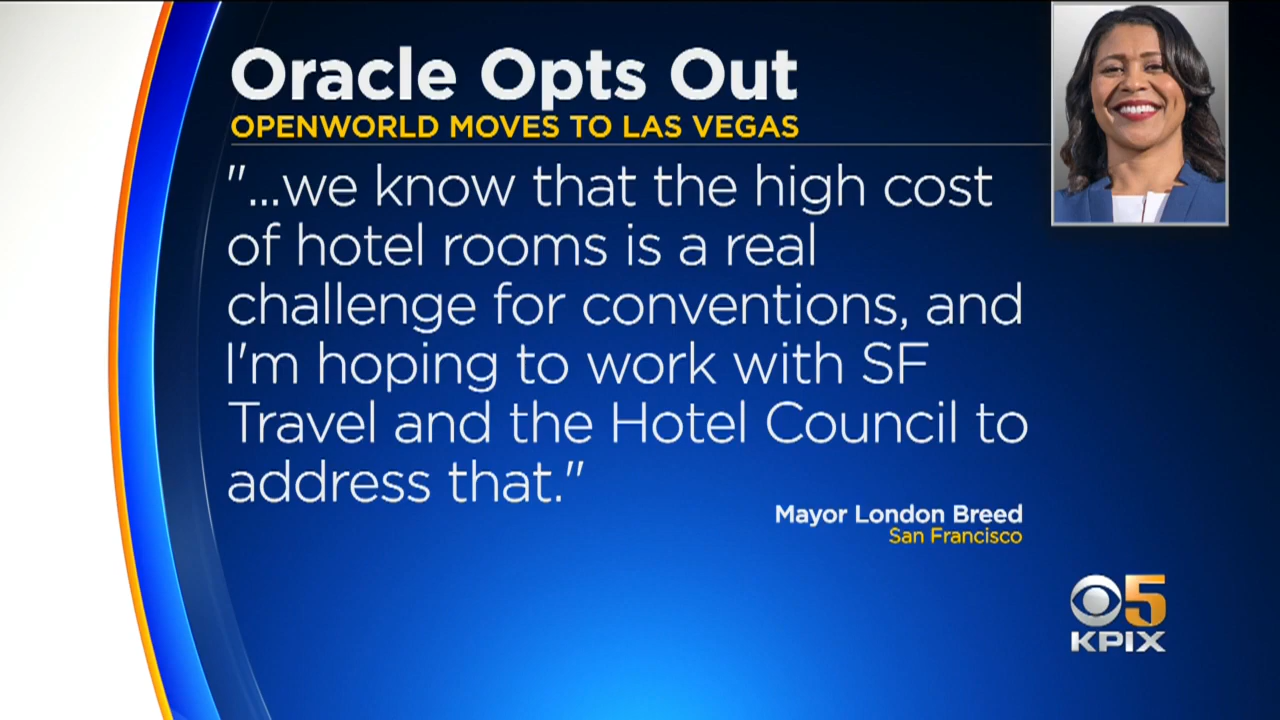 Oracle Opts Out
OPENWORLD MOVES TO LAS VEGAS
"...we know that the high cost
of hotel rooms is a real
challenge for conventions, and
I'm hoping to work with SF
Travel and the Hotel Council to
address that."
Mayor London Breed
San Francisco
5
KPIX